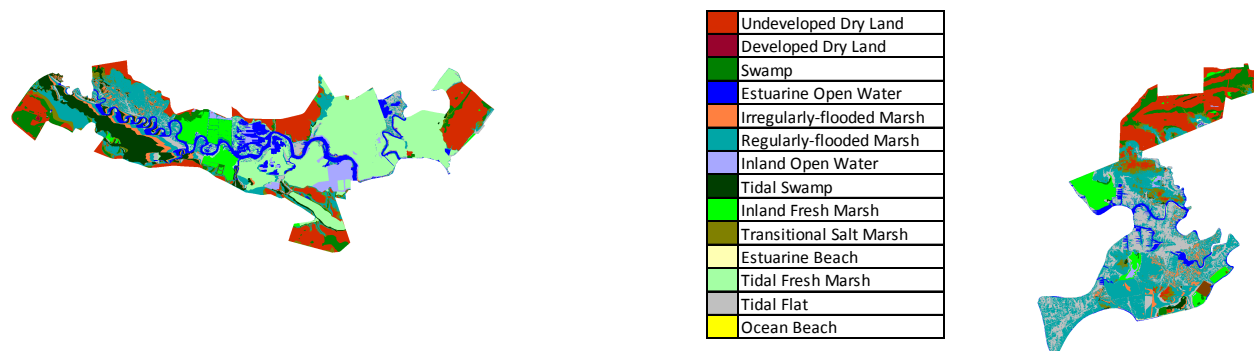 Undeveloped Dry Land
Developed Dry Land
Swamp
Estuarine Open Water
Irregularly-flooded Marsh
Regularly-flooded Marsh
Inland Open Water
Tidal Swamp
Inland Fresh Marsh
Transitional Salt Marsh
Estuarine Beach
Tidal Fresh Marsh
Tidal Flat
Ocean Beach